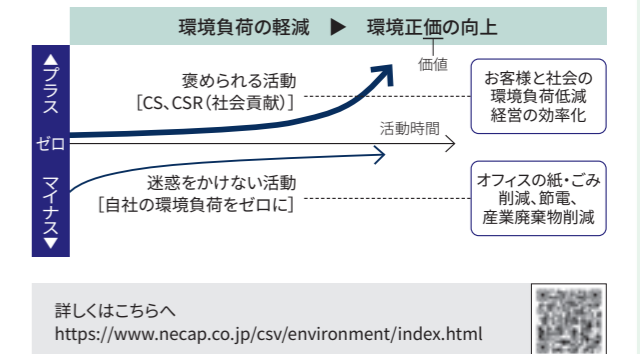 環境負荷の軽減 ▶ 環境正価の向上
価値
▲プラス
ゼロ
マイナス▼
褒められる活動
［CS、CSR（社会貢献）］
お客様と社会の
環境負荷低減
経営の効率化
活動時間
迷惑をかけない活動
［自社の環境負荷をゼロに］
オフィスの紙・ごみ
削減、節電、
産業廃棄物削減
詳しくはこちらへ
https://www.necap.co.jp/csv/environment/index.html